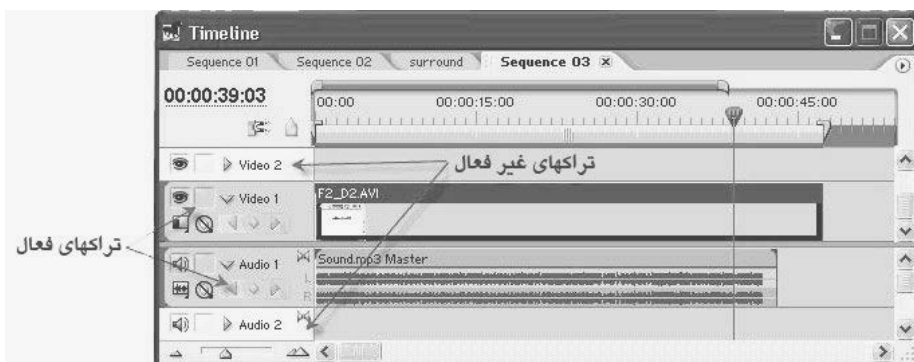 Timeline
Sequence 01 Sequence 02 surround Sequence 03
00:00:39:03
00:00 00:00:15:00 00:00:30:00 00:00:45:00
Video 2
تراکهای غیر فعال
Video 1
F2_D2.AVI
تراکهای فعال
Audio 1
Sound.mp3 Master
L
R
Audio 2